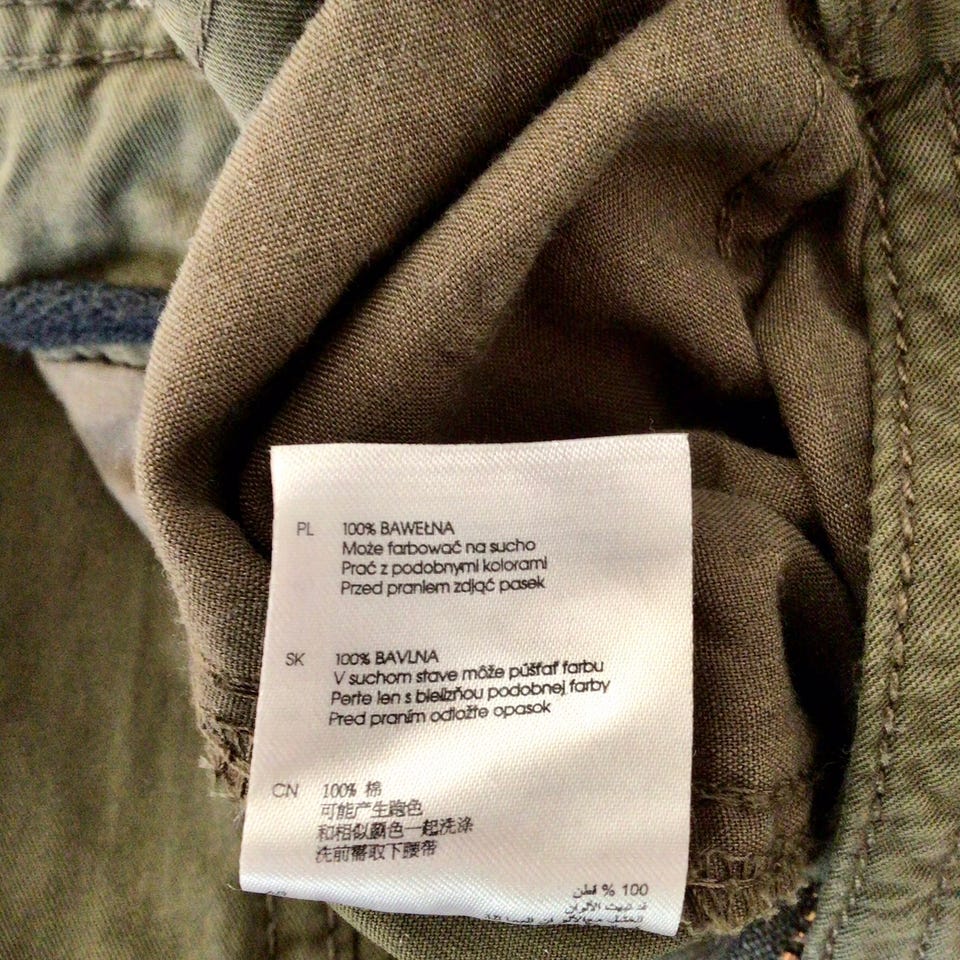 PL 100% BAWEŁNA
Może farbować na sucho
Prać z podobnymi kolorami
Przed praniem zdjąć pasek
SK 100% BAVLNA
V suchom stave môže púšťať farbu
Perte len s bielizňou podobnej farby
Pred praním odložte opasok
CN 100% 棉
可能产生跑色
和相似颜色一起洗涤
洗前需取下腰带
100 % قطن
قد تبهت الألوان